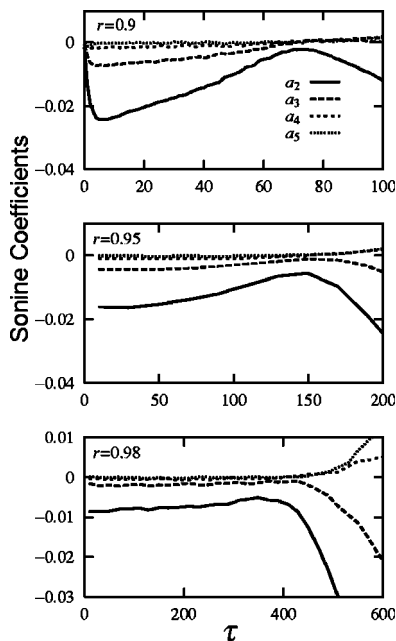 Sonine Coefficients
r=0.9
0
−0.02
−0.04
a2
a3
a4
a5
0 20 40 60 80 100
r=0.95
0
−0.02
−0.04
0 50 100 150 200
r=0.98
0.01
0
−0.01
−0.02
−0.03
0 200 400 600
τ